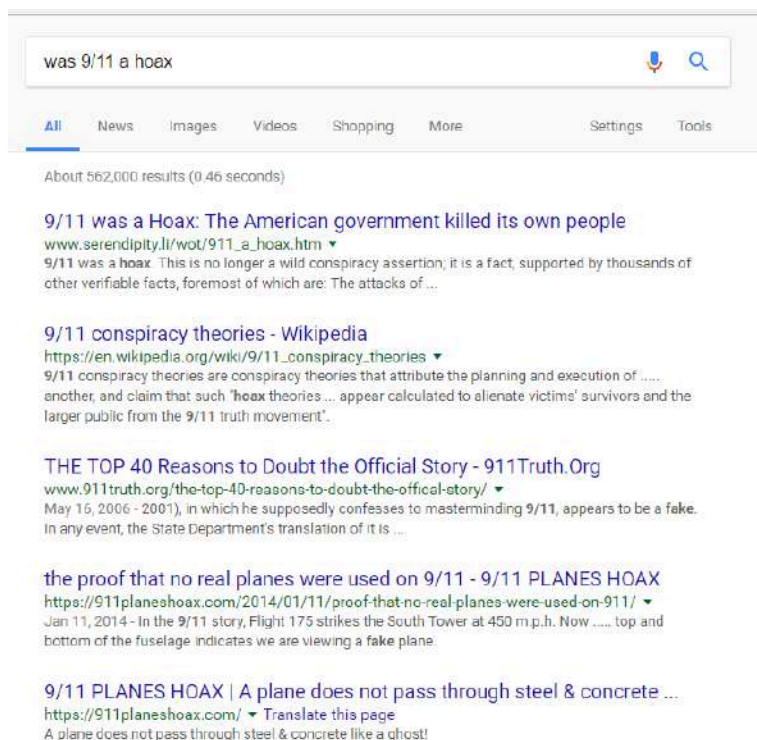 was 9/11 a hoax
All News Images Videos Shopping More Settings Tools
About 562,000 results (0.46 seconds)
9/11 was a Hoax: The American government killed its own people
www.serendipity.li/wot/911_a_hoax.htm
9/11 was a hoax. This is no longer a wild conspiracy assertion; it is a fact, supported by thousands of
other verifiable facts, foremost of which are: The attacks of ...
9/11 conspiracy theories - Wikipedia
https://en.wikipedia.org/wiki/9/11_conspiracy_theories
9/11 conspiracy theories are conspiracy theories that attribute the planning and execution of .....
another, and claim that such "hoax theories ... appear calculated to alienate victims' survivors and the
larger public from the 9/11 truth movement".
THE TOP 40 Reasons to Doubt the Official Story - 911Truth.Org
www.911truth.org/the-top-40-reasons-to-doubt-the-offical-story/
May 16, 2006 - 2001), in which he supposedly confesses to masterminding 9/11, appears to be a fake.
In any event, the State Department's translation of it is ...
the proof that no real planes were used on 9/11 - 9/11 PLANES HOAX
https://911planeshoax.com/2014/01/11/proof-that-no-real-planes-were-used-on-911/
Jan 11, 2014 - In the 9/11 story, Flight 175 strikes the South Tower at 450 m.p.h. Now ..... top and
bottom of the fuselage indicates we are viewing a fake plane.
9/11 PLANES HOAX | A plane does not pass through steel & concrete ...
https://911planeshoax.com/ Translate this page
A plane does not pass through steel & concrete like a ghost!